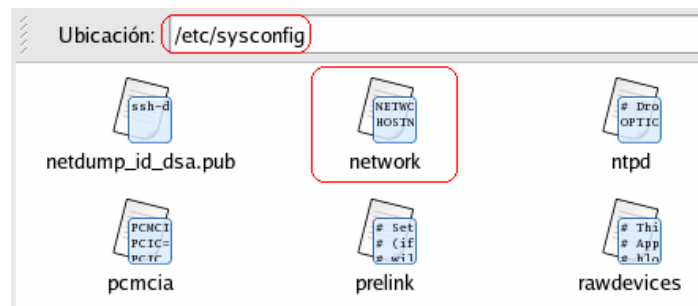 Ubicación: /etc/sysconfig
ssh-d
NETWC
HOSTN
# Dro
OPTIC
netdump_id_dsa.pub network ntpd
PCMCI
PCIC=
# Set
# (if
# wil
# Thi
# App
# blo
pcmcia prelink rawdevices